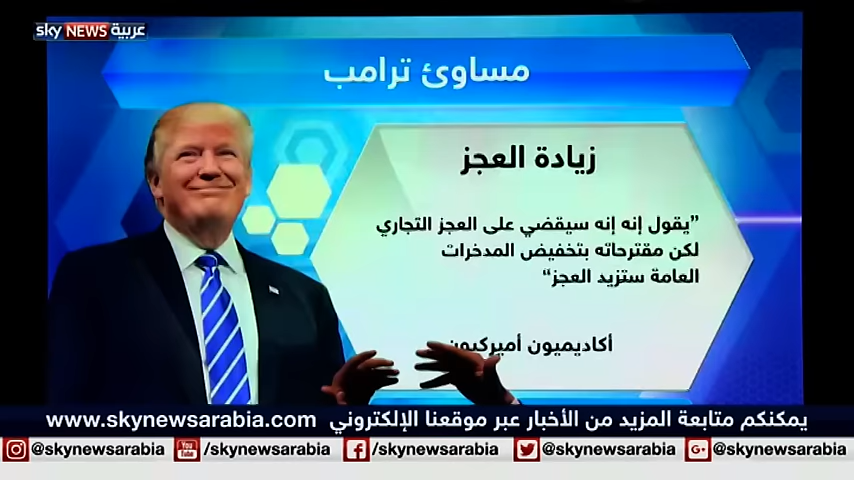 sky NEWS عربية
مساوئ ترامب
زيادة العجز
”يقول إنه إنه سيقضي على العجز التجاري
لكن مقترحاته بتخفيض المدخرات
العامة ستزيد العجز“
أكاديميون أميركيون
يمكنكم متابعة المزيد من الأخبار عبر موقعنا الإلكتروني www.skynewsarabia.com
@skynewsarabia You Tube /skynewsarabia f /skynewsarabia @skynewsarabia G+ @skynewsarabia